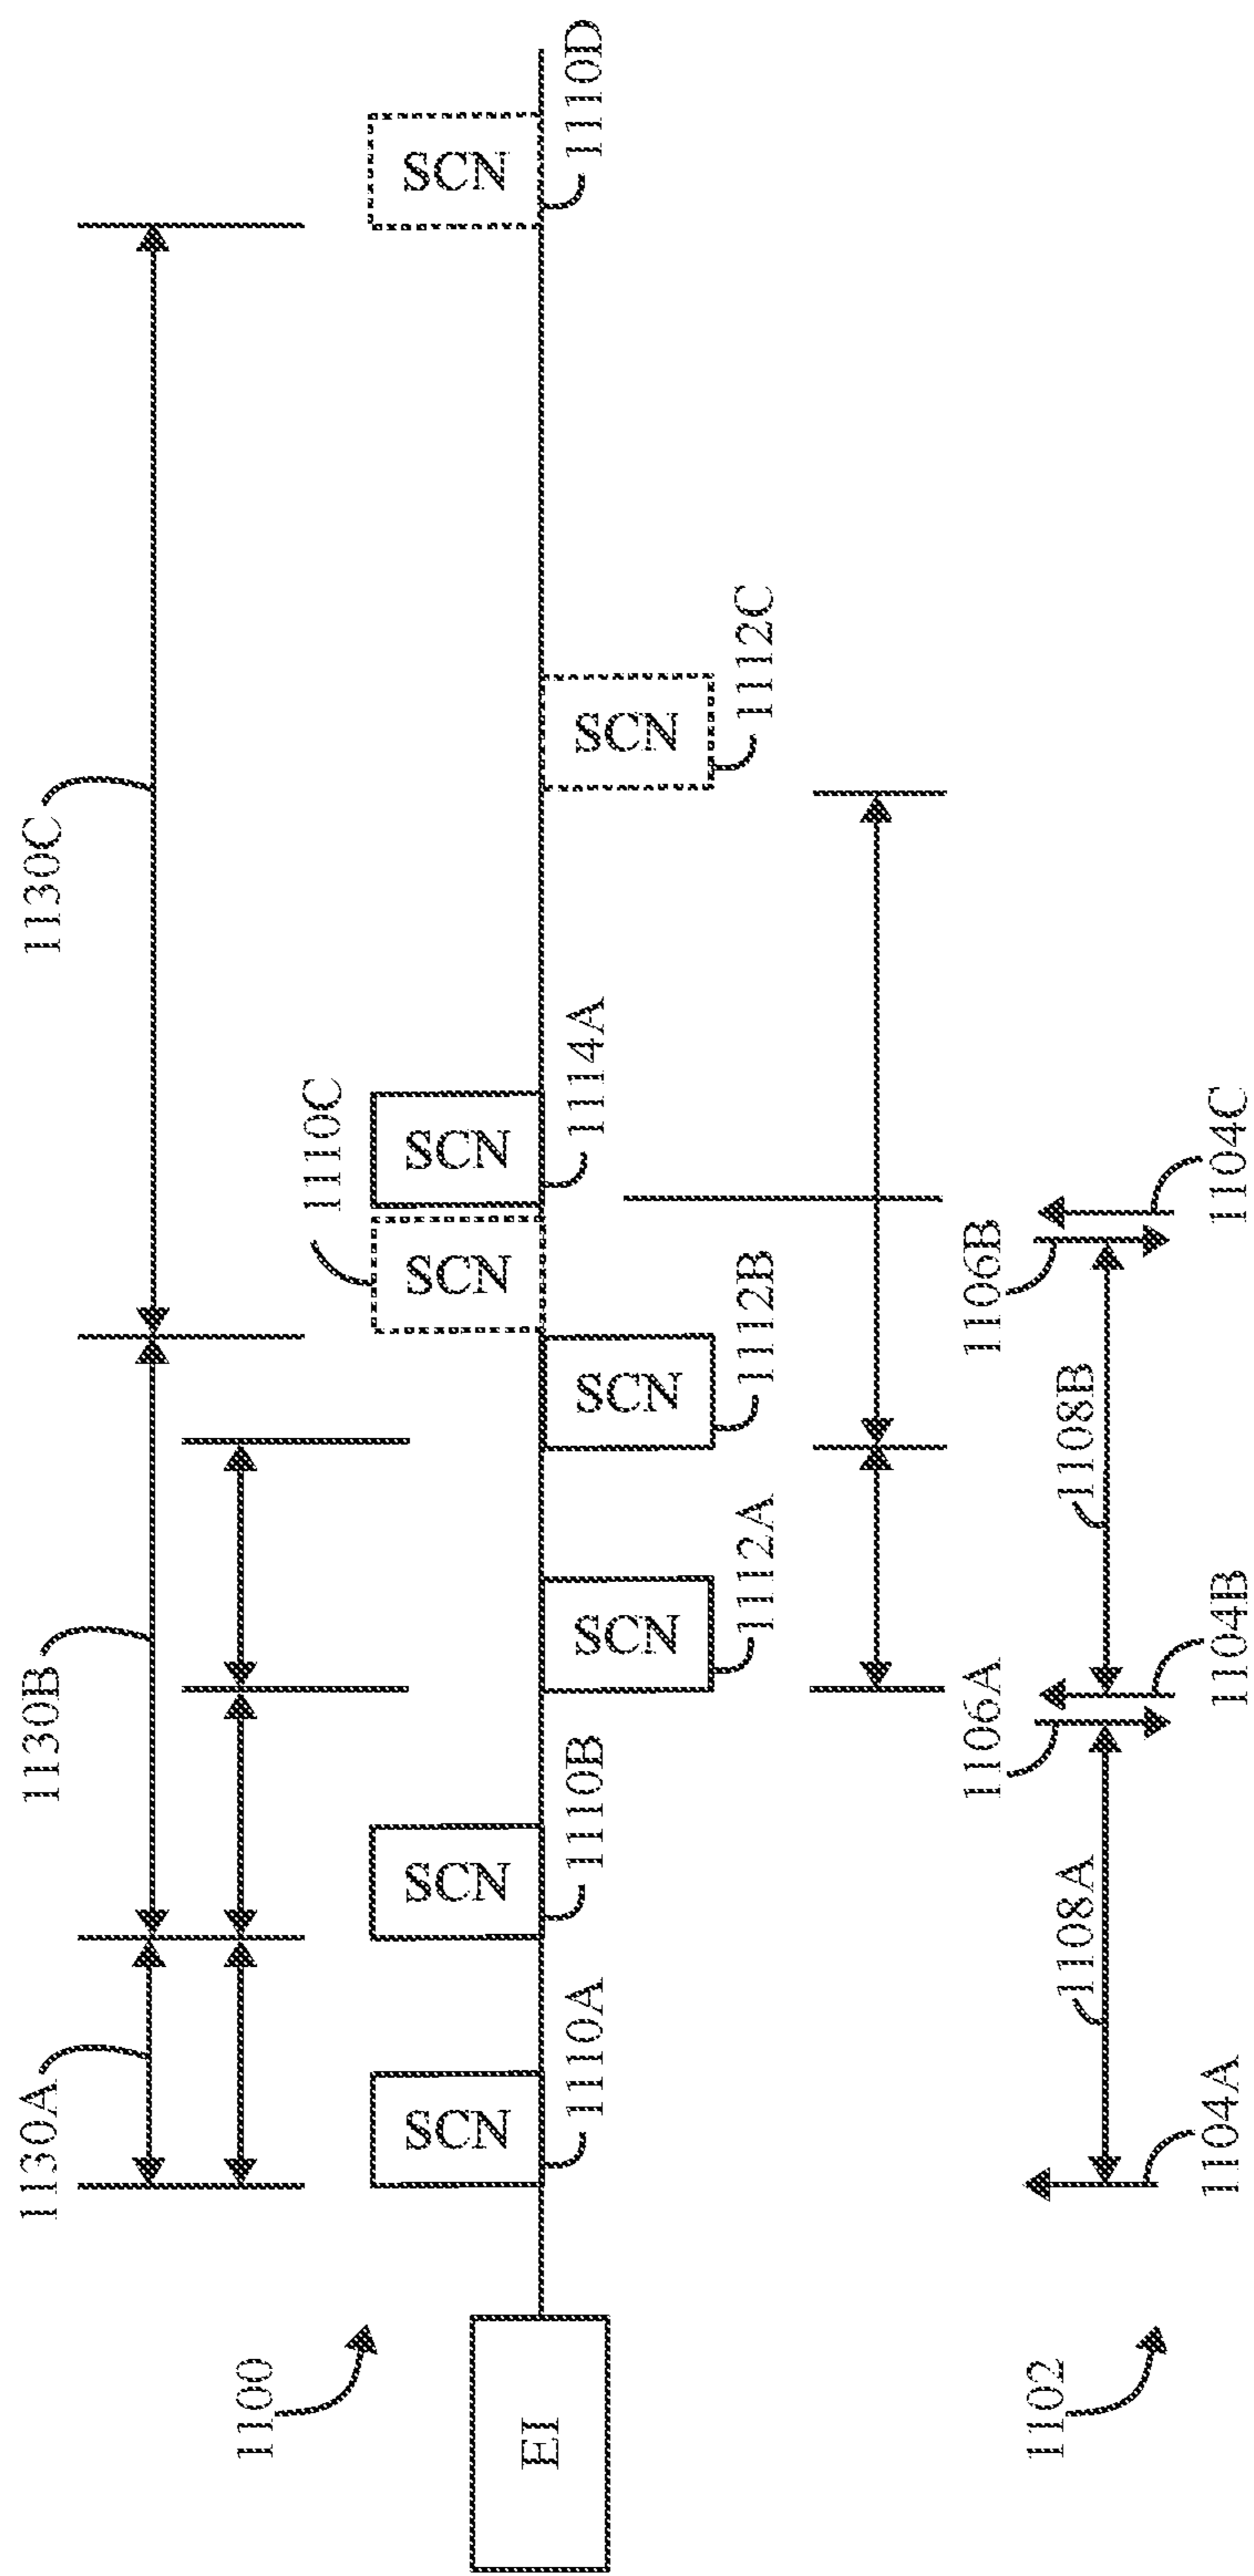 1130A
1130B
1130C
1100
EI
SCN
1110A
SCN
1110B
SCN
1112A
SCN
1112B
SCN
1110C
SCN
1114A
SCN
1112C
SCN
1110D
1102
1104A
1108A
1106A
1104B
1108B
1106B
1104C